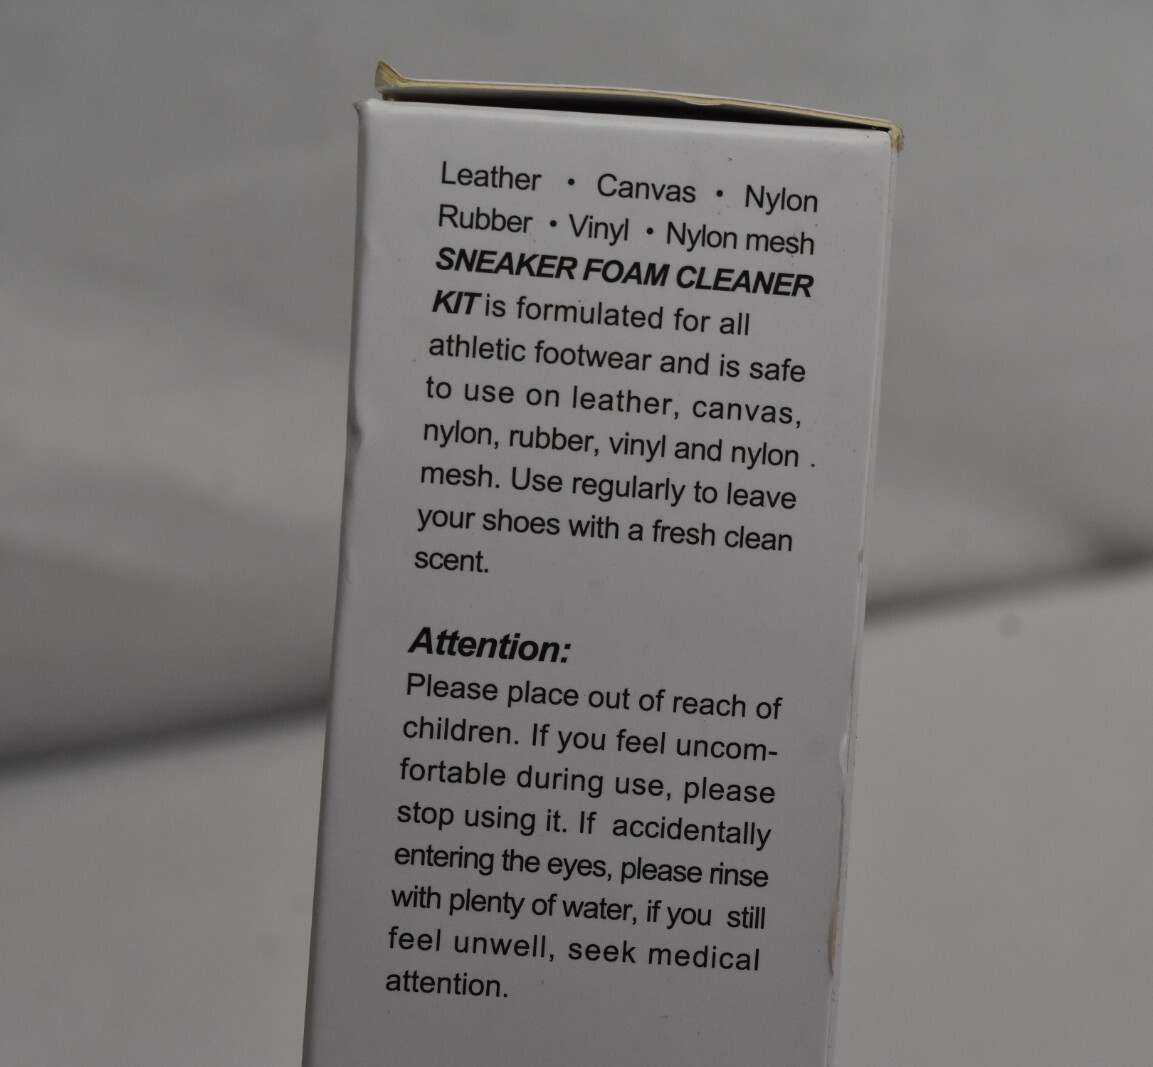 Leather • Canvas • Nylon
Rubber • Vinyl • Nylon mesh
SNEAKER FOAM CLEANER
KIT is formulated for all
athletic footwear and is safe
to use on leather, canvas,
nylon, rubber, vinyl and nylon .
mesh. Use regularly to leave
your shoes with a fresh clean
scent.
Attention:
Please place out of reach of
children. If you feel uncom-
fortable during use, please
stop using it. If accidentally
entering the eyes, please rinse
with plenty of water, if you still
feel unwell, seek medical
attention.